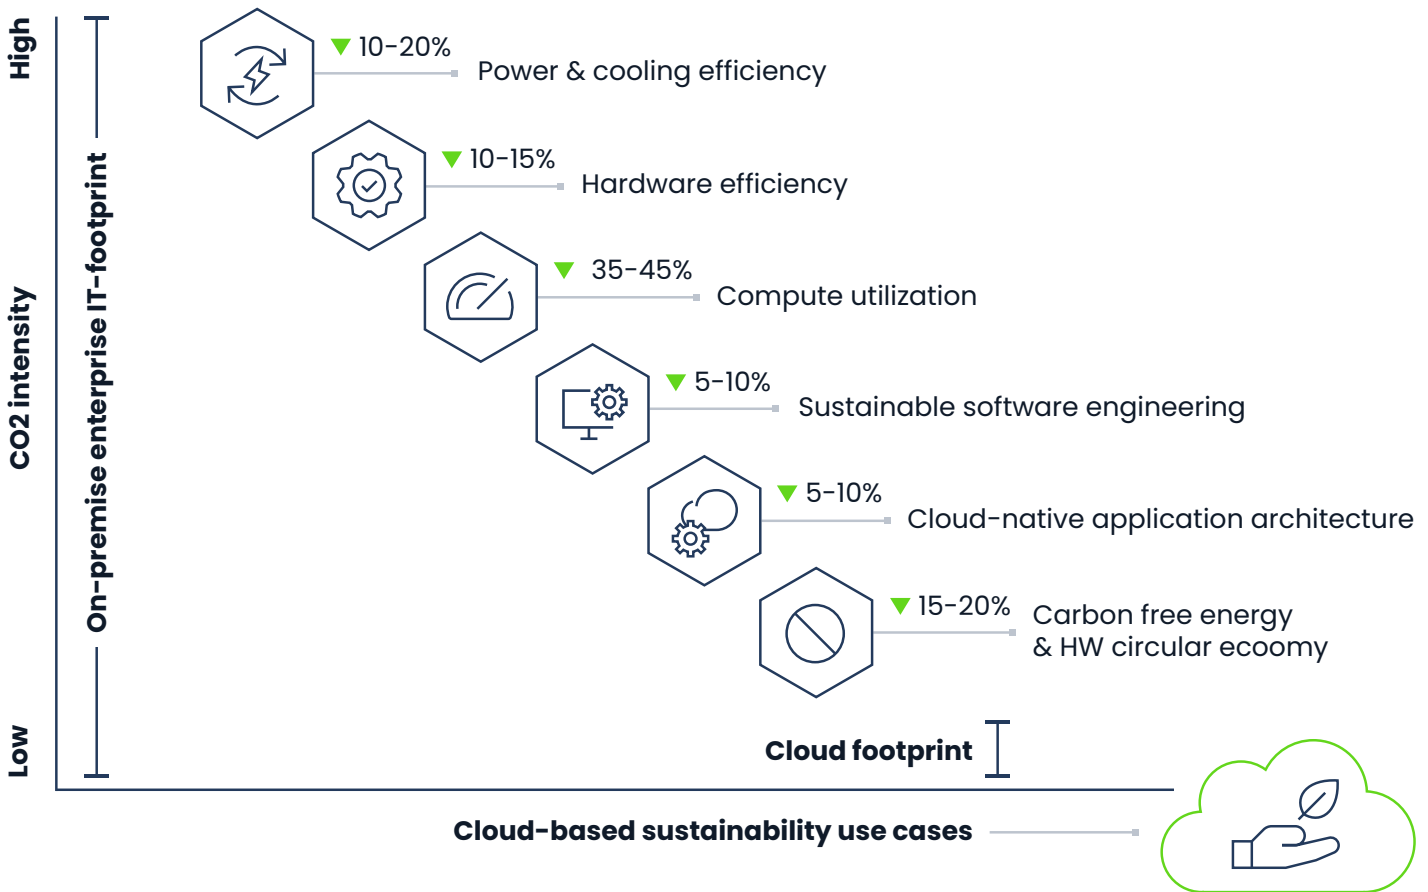 High
CO2 intensity
Low
On-premise enterprise IT-footprint
10-20%
Power & cooling efficiency
10-15%
Hardware efficiency
35-45%
Compute utilization
5-10%
Sustainable software engineering
5-10%
Cloud-native application architecture
15-20%
Carbon free energy
& HW circular ecoomy
Cloud footprint
Cloud-based sustainability use cases